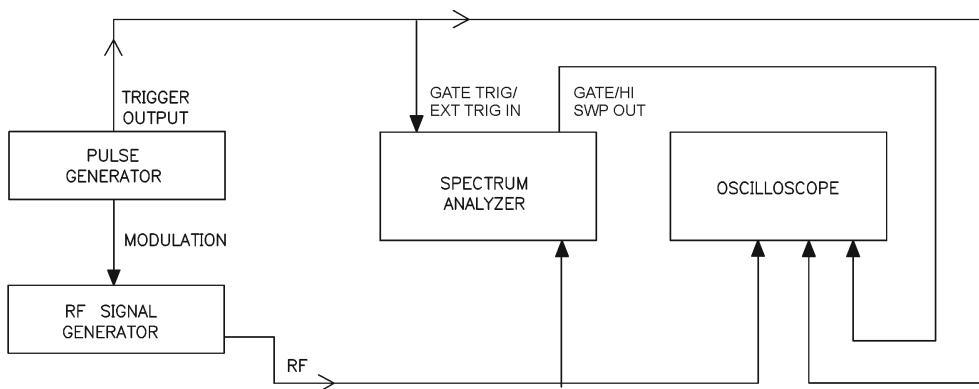 TRIGGER
OUTPUT
GATE TRIG/
EXT TRIG IN
GATE/HI
SWP OUT
PULSE
GENERATOR
SPECTRUM
ANALYZER
OSCILLOSCOPE
MODULATION
RF SIGNAL
GENERATOR
RF